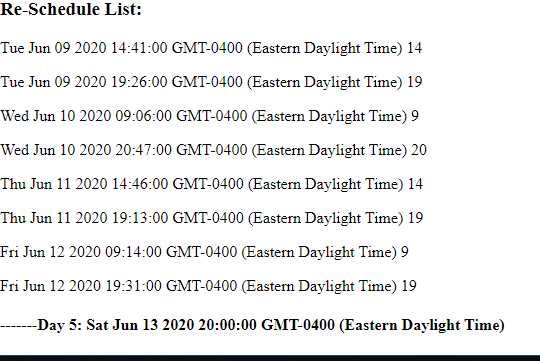 Re-Schedule List:
Tue Jun 09 2020 14:41:00 GMT-0400 (Eastern Daylight Time) 14
Tue Jun 09 2020 19:26:00 GMT-0400 (Eastern Daylight Time) 19
Wed Jun 10 2020 09:06:00 GMT-0400 (Eastern Daylight Time) 9
Wed Jun 10 2020 20:47:00 GMT-0400 (Eastern Daylight Time) 20
Thu Jun 11 2020 14:46:00 GMT-0400 (Eastern Daylight Time) 14
Thu Jun 11 2020 19:13:00 GMT-0400 (Eastern Daylight Time) 19
Fri Jun 12 2020 09:14:00 GMT-0400 (Eastern Daylight Time) 9
Fri Jun 12 2020 19:31:00 GMT-0400 (Eastern Daylight Time) 19
-------Day 5: Sat Jun 13 2020 20:00:00 GMT-0400 (Eastern Daylight Time)